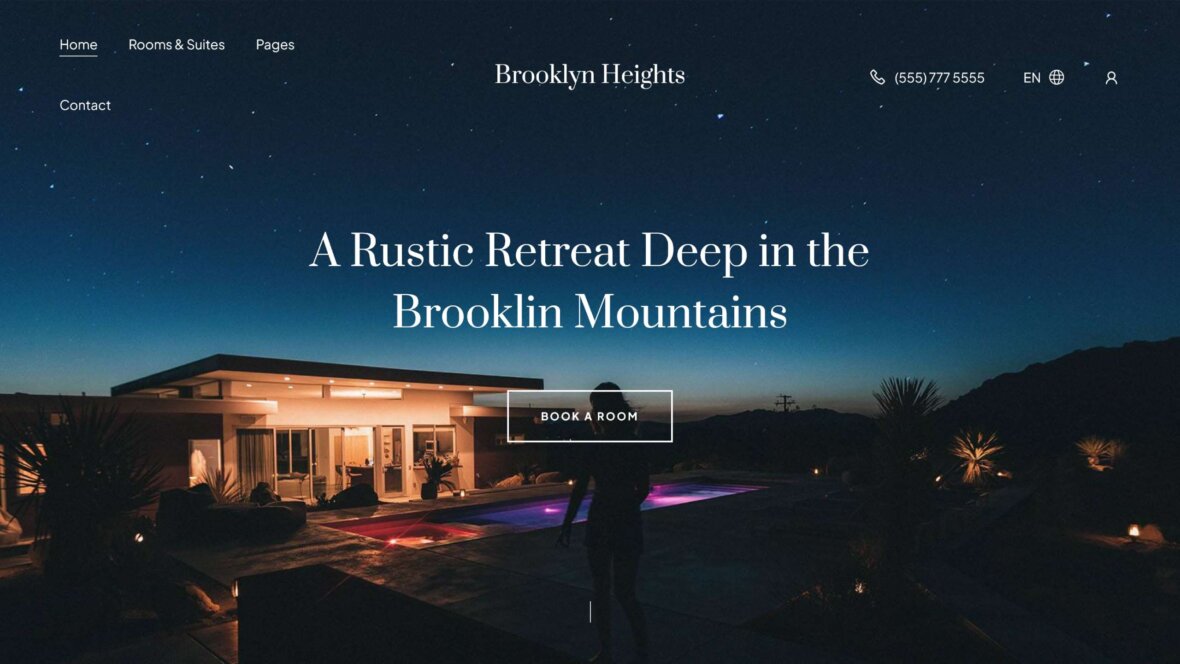 Home Rooms & Suites Pages
Contact
Brooklyn Heights
(555) 777 5555 EN
A Rustic Retreat Deep in the
Brooklin Mountains
BOOK A ROOM